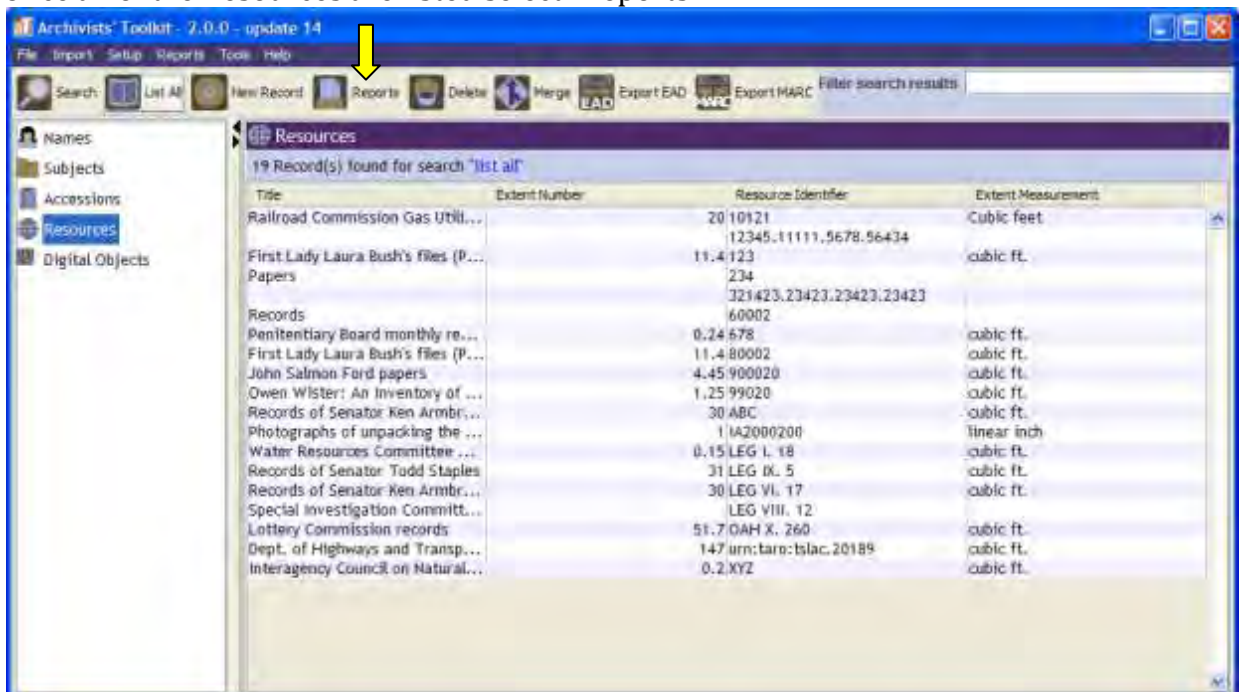 Archivists' Toolkit - 2.0.0 - update 14
File Import Setup Reports Tools Help
Search List All New Record Reports Delete Merge EAD Export EAD MARC Export MARC Filter search results
Names
Subjects
Accessions
Resources
Digital Objects
Resources
19 Record(s) found for search "list all"
Title Extent Number Resource Identifier Extent Measurement
Railroad Commission Gas Utili... 20 10121 Cubic feet
12345.11111.5678.56434
First Lady Laura Bush's files (P... 11.4 123 cubic ft.
Papers 234
321423.23423.23423.23423
Records 60002
Penitentiary Board monthly re... 0.24 678 cubic ft.
First Lady Laura Bush's files (P... 11.4 80002 cubic ft.
John Salmon Ford papers 4.45 900020 cubic ft.
Owen Wister: An Inventory of ... 1.25 99020 cubic ft.
Records of Senator Ken Armbr... 30 ABC cubic ft.
Photographs of unpacking the ... 1 IA2000200 linear inch
Water Resources Committee ... 0.15 LEG I. 18 cubic ft.
Records of Senator Todd Staples 31 LEG IX. 5 cubic ft.
Records of Senator Ken Armbr... 30 LEG VI. 17 cubic ft.
Special Investigation Committ... LEG VIII. 12
Lottery Commission records 51.7 OAH X. 260 cubic ft.
Dept. of Highways and Transp... 147 urn:taro:tslac.20189 cubic ft.
Interagency Council on Natural... 0.2 XYZ cubic ft.